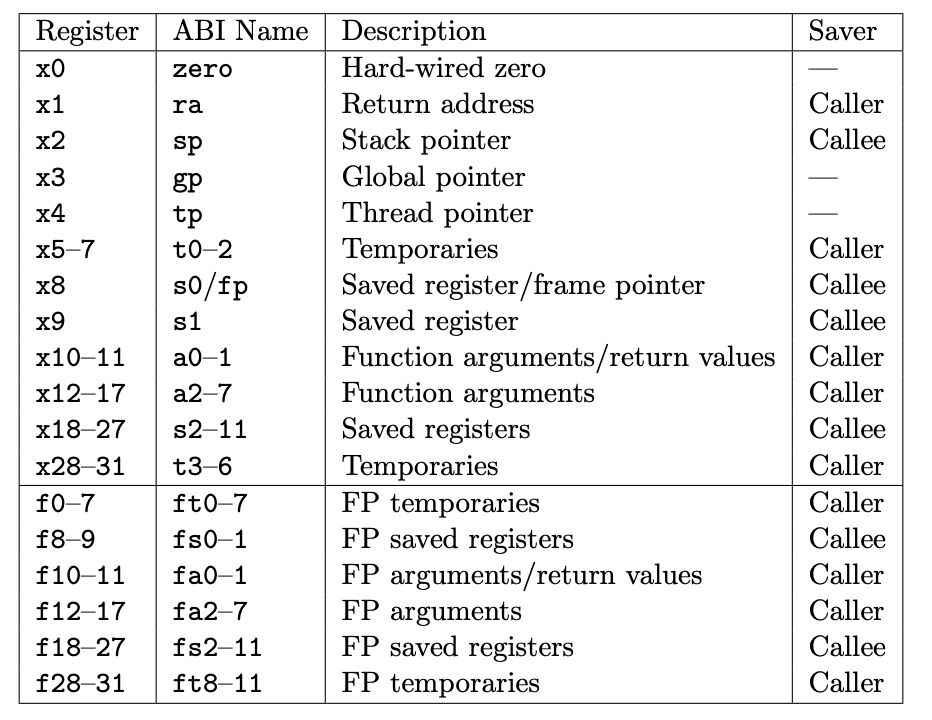 Register ABI Name Description Saver
x0 zero Hard-wired zero —
x1 ra Return address Caller
x2 sp Stack pointer Callee
x3 gp Global pointer —
x4 tp Thread pointer —
x5–7 t0–2 Temporaries Caller
x8 s0/fp Saved register/frame pointer Callee
x9 s1 Saved register Callee
x10–11 a0–1 Function arguments/return values Caller
x12–17 a2–7 Function arguments Caller
x18–27 s2–11 Saved registers Callee
x28–31 t3–6 Temporaries Caller
f0–7 ft0–7 FP temporaries Caller
f8–9 fs0–1 FP saved registers Callee
f10–11 fa0–1 FP arguments/return values Caller
f12–17 fa2–7 FP arguments Caller
f18–27 fs2–11 FP saved registers Callee
f28–31 ft8–11 FP temporaries Caller